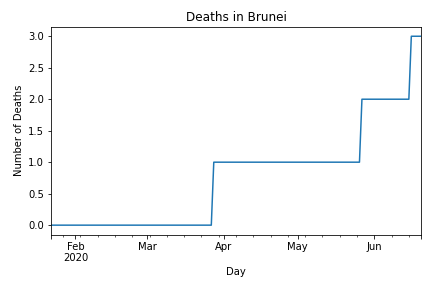 Deaths in Brunei
Number of Deaths
3.0
2.5
2.0
1.5
1.0
0.5
0.0
Feb
2020
Mar
Apr
May
Jun
Day